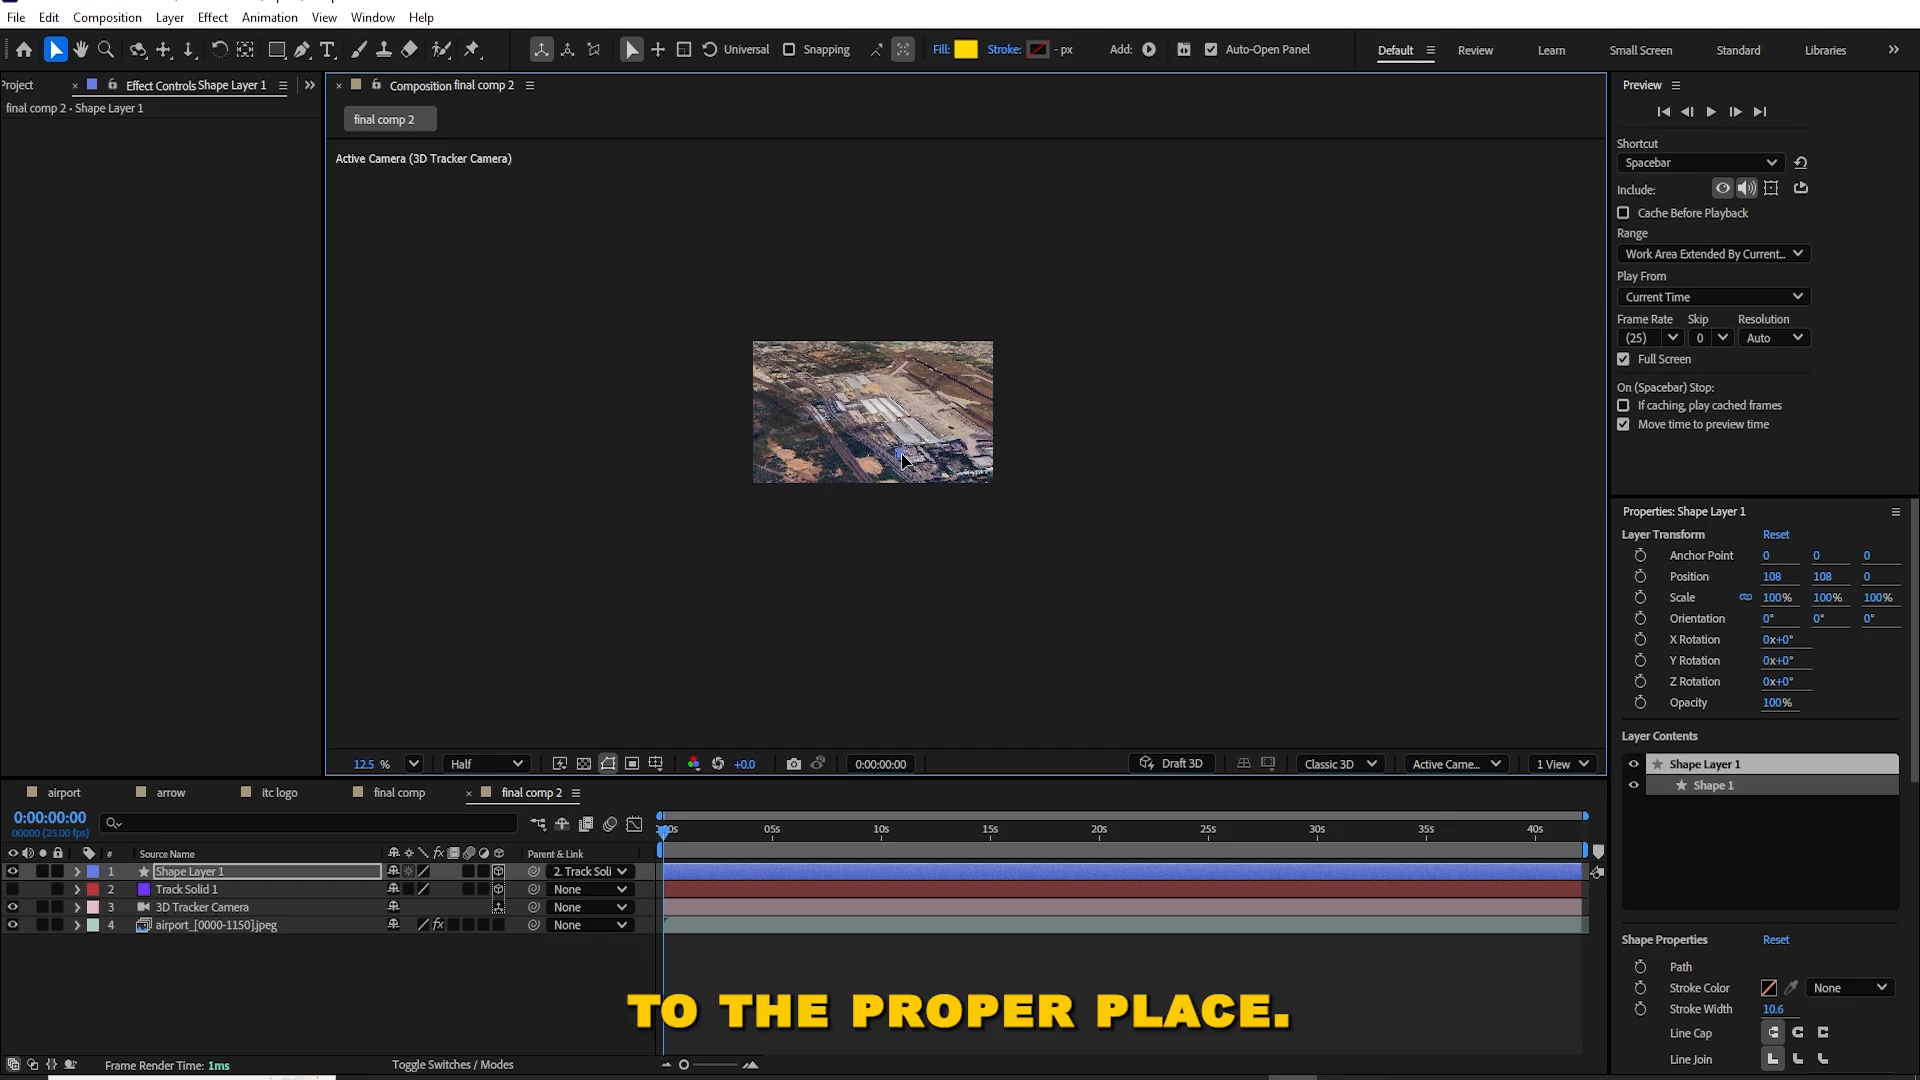 File Edit Composition Layer Effect Animation View Window Help
Universal Snapping Fill: Stroke: - px Add: Auto-Open Panel Default Review Learn Small Screen Standard Libraries
Project Effect Controls Shape Layer 1
final comp 2 • Shape Layer 1
Composition final comp 2
final comp 2
Active Camera (3D Tracker Camera)
12.5 % Half +0.0 0:00:00:00 Draft 3D Classic 3D Active Came... 1 View
Preview
Shortcut
Spacebar
Include:
Cache Before Playback
Range
Work Area Extended By Current...
Play From
Current Time
Frame Rate Skip Resolution
(25) 0 Auto
Full Screen
On (Spacebar) Stop:
If caching, play cached frames
Move time to preview time
Properties: Shape Layer 1
Layer Transform Reset
Anchor Point 0 0 0
Position 108 108 0
Scale 100% 100% 100%
Orientation 0° 0° 0°
X Rotation 0x+0°
Y Rotation 0x+0°
Z Rotation 0x+0°
Opacity 100%
Layer Contents
Shape Layer 1
Shape 1
Shape Properties Reset
Path
Stroke Color None
Stroke Width 10.6
Line Cap
Line Join
airport arrow itc logo final comp final comp 2
0:00:00:00
00000 (25.00 fps)
05s 10s 15s 20s 25s 30s 35s 40s
# Source Name Parent & Link
1 Shape Layer 1 2. Track Soli
2 Track Solid 1 None
3 3D Tracker Camera None
4 airport_[0000-1150].jpeg None
TO THE PROPER PLACE.
Frame Render Time: 1ms Toggle Switches / Modes